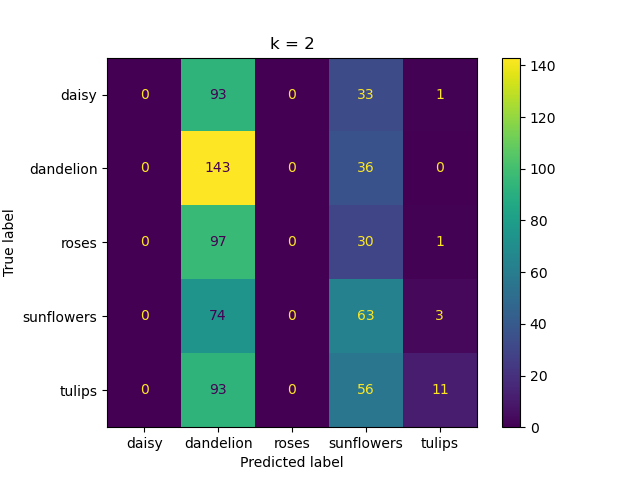 k = 2
True label
daisy 0 93 0 33 1
dandelion 0 143 0 36 0
roses 0 97 0 30 1
sunflowers 0 74 0 63 3
tulips 0 93 0 56 11
daisy dandelion roses sunflowers tulips
Predicted label
140
120
100
80
60
40
20
0